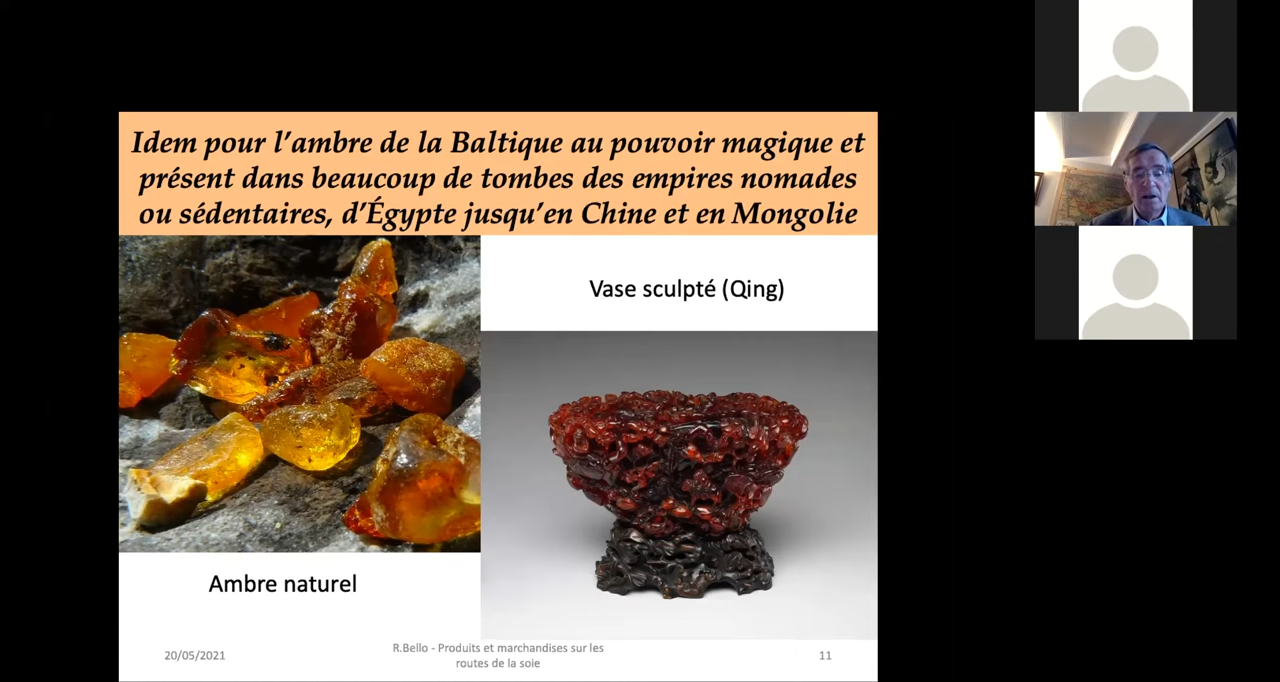 Idem pour l’ambre de la Baltique au pouvoir magique et
présent dans beaucoup de tombes des empires nomades
ou sédentaires, d’Égypte jusqu’en Chine et en Mongolie
Vase sculpté (Qing)
Ambre naturel
20/05/2021
R.Bello - Produits et marchandises sur les
routes de la soie
11